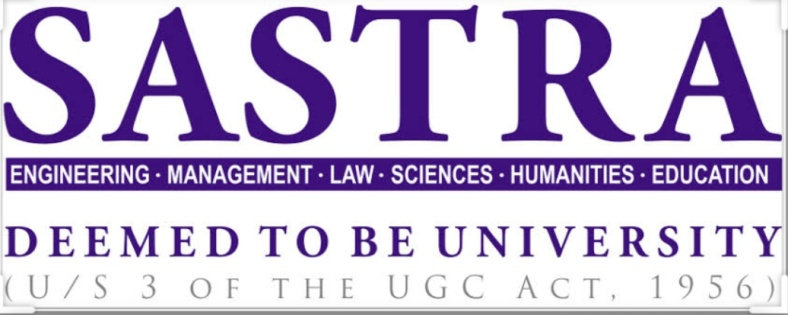 SASTRA
ENGINEERING · MANAGEMENT · LAW · SCIENCES · HUMANITIES · EDUCATION
DEEMED TO BE UNIVERSITY
(U/S 3 OF THE UGC ACT, 1956)